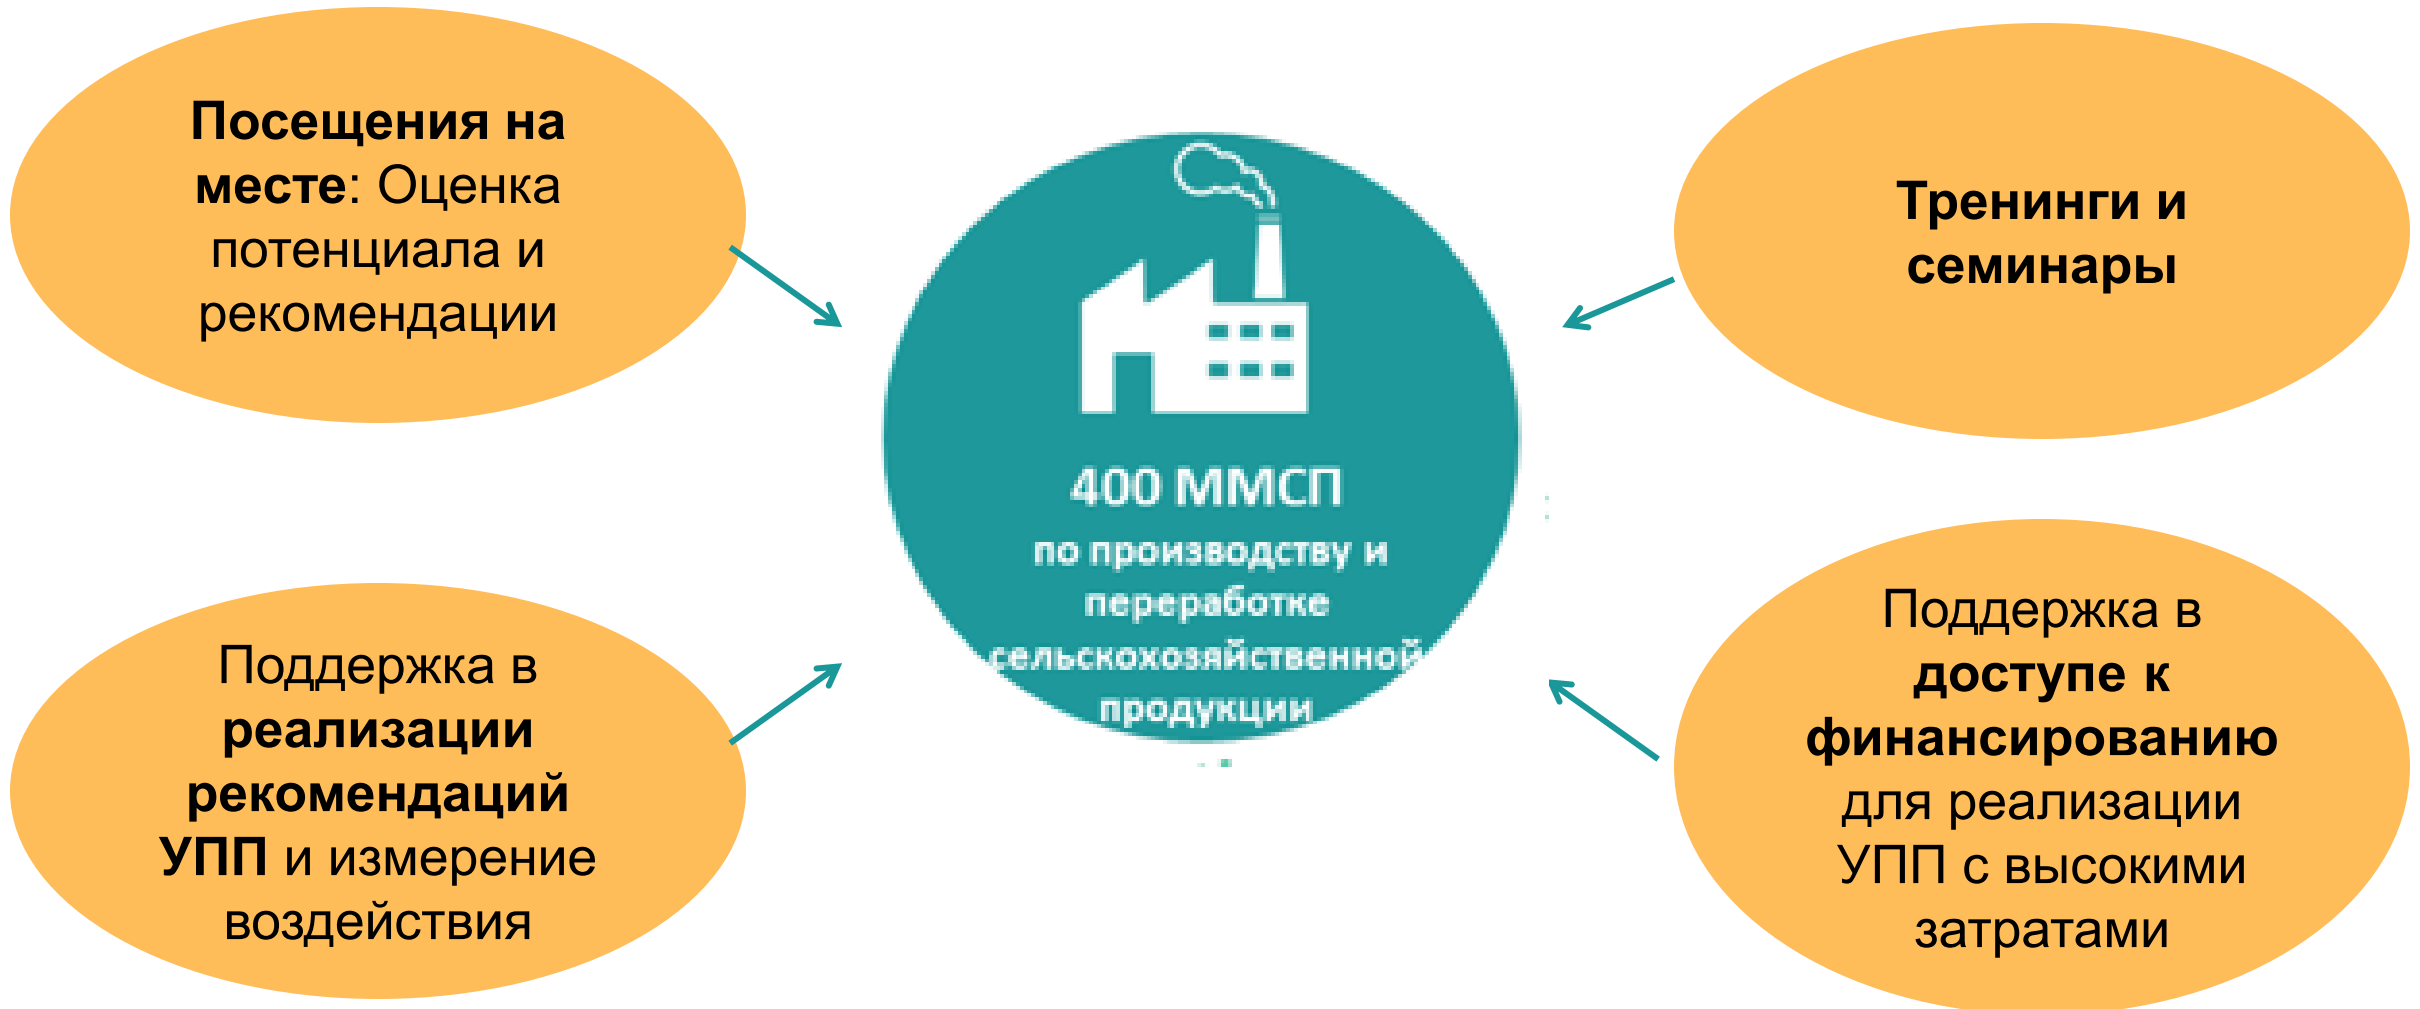 Посещения на
месте: Оценка
потенциала и
рекомендации
Тренинги и
семинары
400 ММСП
по производству и
переработке
сельскохозяйственной
продукции
Поддержка в
реализации
рекомендаций
УПП и измерение
воздействия
Поддержка в
доступе к
финансированию
для реализации
УПП с высокими
затратами